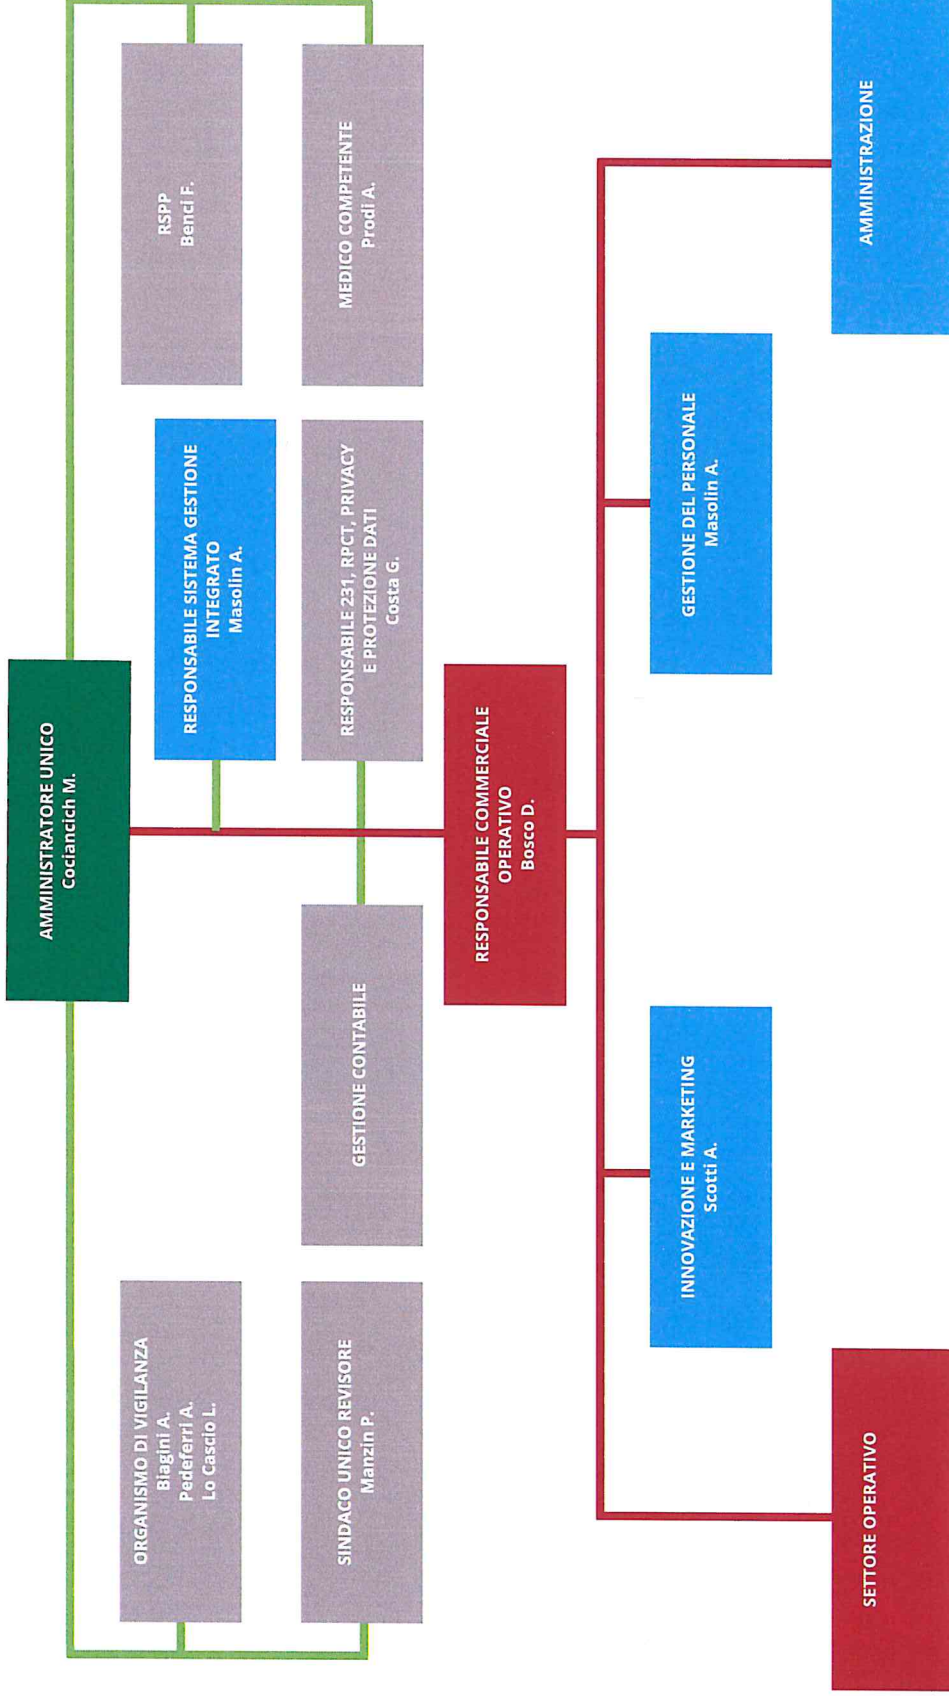 AMMINISTRATORE UNICO
Cociancich M.
ORGANISMO DI VIGILANZA
Biagini A.
Pedeferri A.
Lo Cascio L.
RSPP
Benci F.
RESPONSABILE SISTEMA GESTIONE
INTEGRATO
Masolin A.
SINDACO UNICO REVISORE
Manzin P.
GESTIONE CONTABILE
RESPONSABILE 231, RPCT, PRIVACY
E PROTEZIONE DATI
Costa G.
MEDICO COMPETENTE
Prodi A.
RESPONSABILE COMMERCIALE
OPERATIVO
Bosco D.
INNOVAZIONE E MARKETING
Scotti A.
GESTIONE DEL PERSONALE
Masolin A.
SETTORE OPERATIVO
AMMINISTRAZIONE